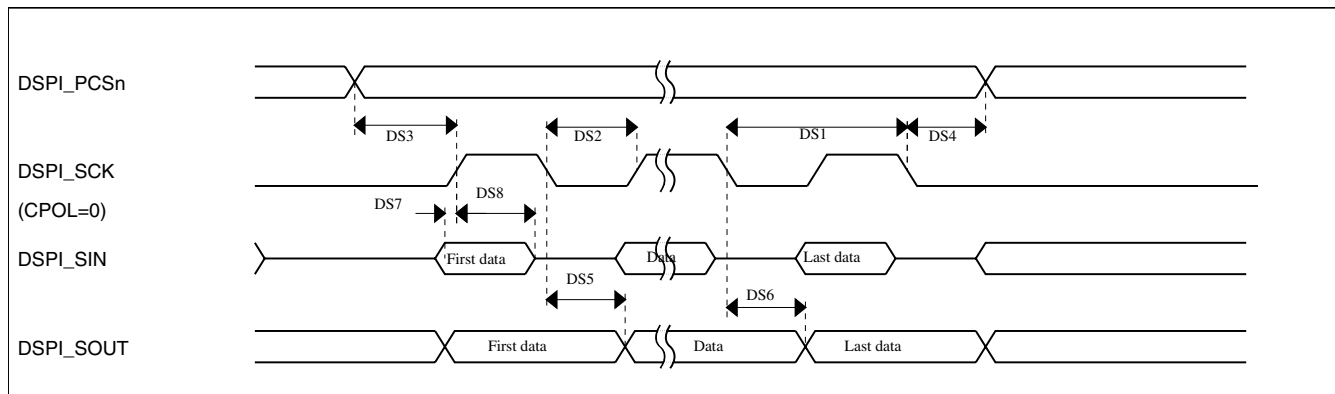 DSPI_PCSn
DS3
DS2
DS1
DS4
DSPI_SCK
DS7
DS8
(CPOL=0)
DSPI_SIN
First data
Data
Last data
DS5
DS6
DSPI_SOUT
First data
Data
Last data